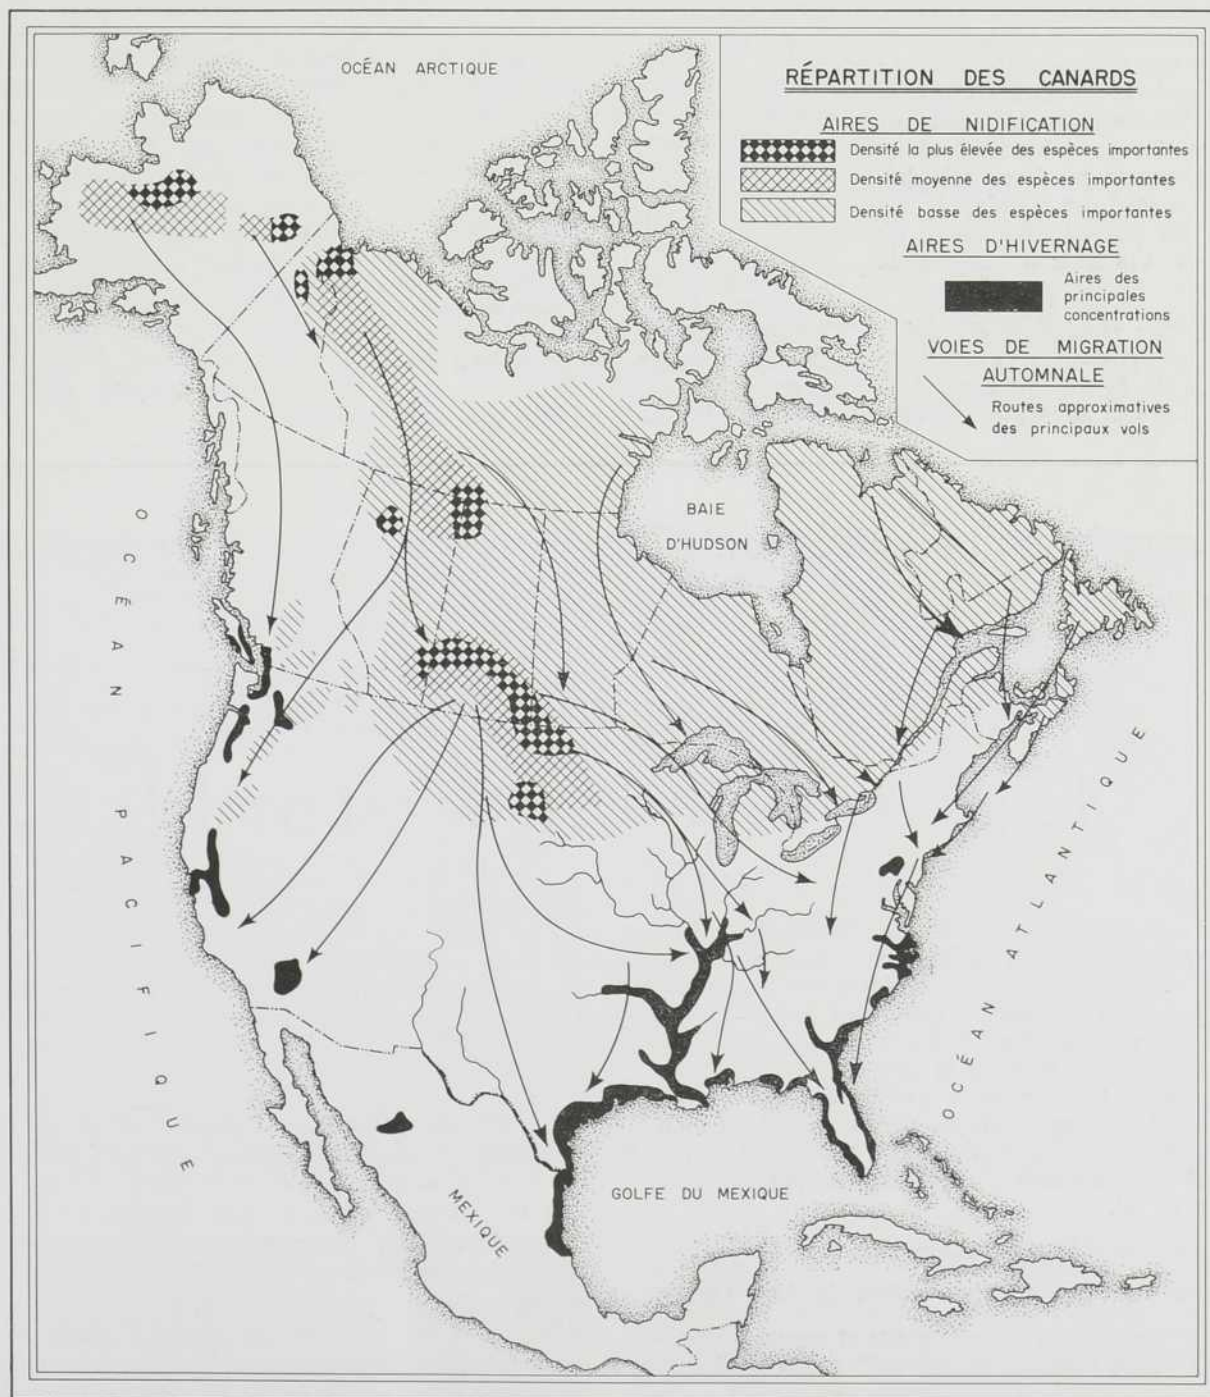 OCÉAN ARCTIQUE
RÉPARTITION DES CANARDS
AIRES DE NIDIFICATION
Densité la plus élevée des espèces importantes
Densité moyenne des espèces importantes
Densité basse des espèces importantes
AIRES D'HIVERNAGE
Aires des
principales
concentrations
VOIES DE MIGRATION
AUTOMNALE
Routes approximatives
des principaux vols
BAIE
D'HUDSON
OCÉAN PACIFIQUE
OCÉAN ATLANTIQUE
GOLFE DU MEXIQUE
MEXIQUE